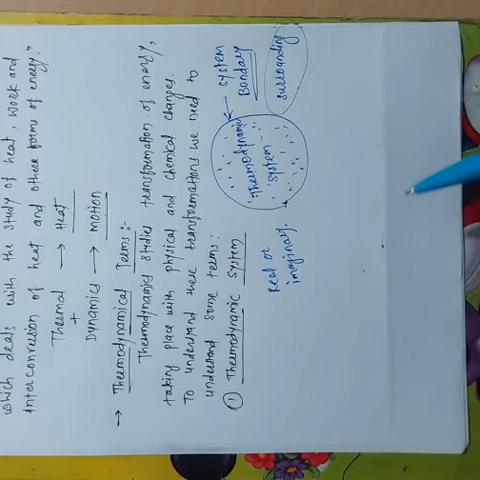 which deals with the study of heat, work and
interconversion of heat and other forms of energy."
Thermal → Heat
+
Dynamics → motion
→ Thermodynamical Terms:-
Thermodynamics studies transformation of energy,
taking place with physical and chemical changes.
To understand these transformations we need to
understand some terms:
① Thermodynamic System
Real or
imaginary.
Thermodynamic
System
System
Bondary
Surrounding